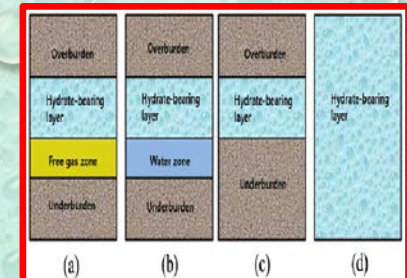 Overburden
Hydrate-bearing
layer
Free gas zone
Underburden
(a)
Overburden
Hydrate-bearing
layer
Water zone
Underburden
(b)
Overburden
Hydrate-bearing
layer
Underburden
(c)
Hydrate-bearing
layer
(d)